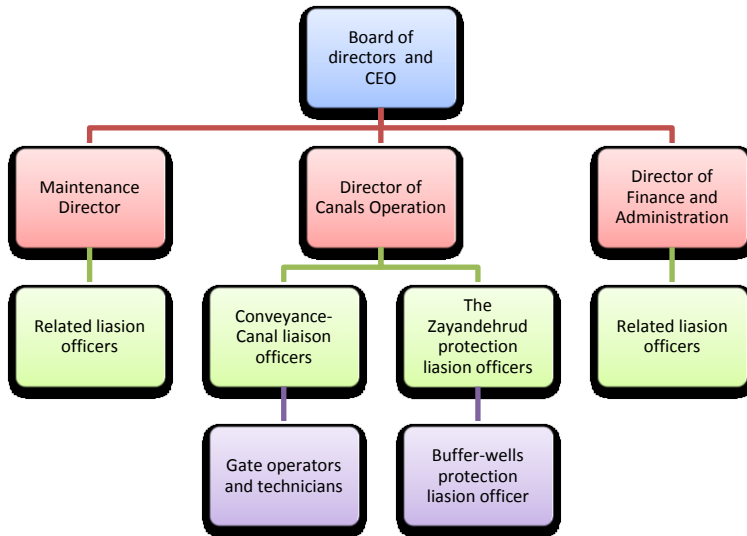 Board of
directors and
CEO
Maintenance
Director
Director of
Canals Operation
Director of
Finance and
Administration
Related liasion
officers
Conveyance-
Canal liaison
officers
The
Zayandehrud
protection
liasion officers
Related liasion
officers
Gate operators
and technicians
Buffer-wells
protection
liasion officer